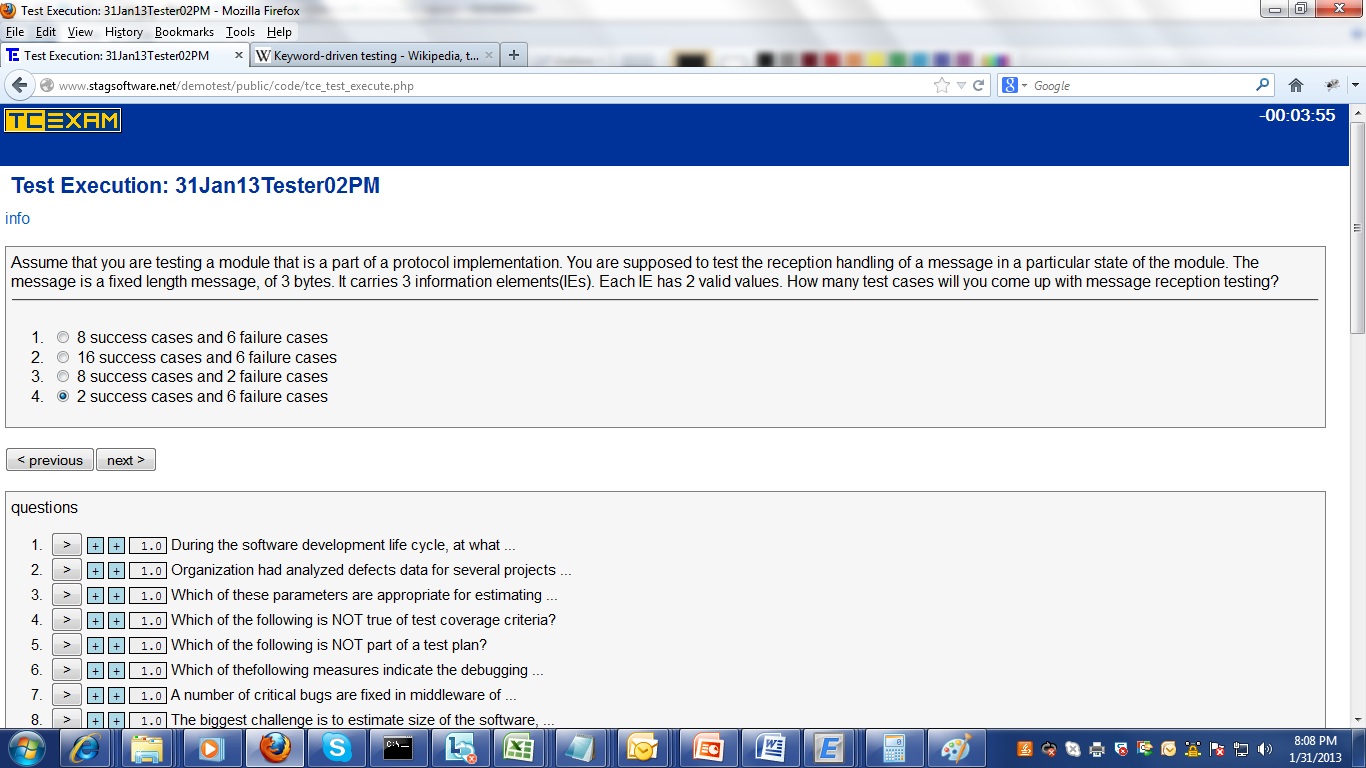 Test Execution: 31Jan13Tester02PM - Mozilla Firefox
File Edit View History Bookmarks Tools Help
Test Execution: 31Jan13Tester02PM
Keyword-driven testing - Wikipedia, t...
www.stagsoftware.net/demotest/public/code/tce_test_execute.php
Google
TCEXAM
-00:03:55
Test Execution: 31Jan13Tester02PM
info
Assume that you are testing a module that is a part of a protocol implementation. You are supposed to test the reception handling of a message in a particular state of the module. The
message is a fixed length message, of 3 bytes. It carries 3 information elements(IEs). Each IE has 2 valid values. How many test cases will you come up with message reception testing?
1. 8 success cases and 6 failure cases
2. 16 success cases and 6 failure cases
3. 8 success cases and 2 failure cases
4. 2 success cases and 6 failure cases
< previous next >
questions
1. > + + 1.0 During the software development life cycle, at what ...
2. > + + 1.0 Organization had analyzed defects data for several projects ...
3. > + + 1.0 Which of these parameters are appropriate for estimating ...
4. > + + 1.0 Which of the following is NOT true of test coverage criteria?
5. > + + 1.0 Which of the following is NOT part of a test plan?
6. > + + 1.0 Which of thefollowing measures indicate the debugging ...
7. > + + 1.0 A number of critical bugs are fixed in middleware of ...
8. > + + 1.0 The biggest challenge is to estimate size of the software, ...
8:08 PM
1/31/2013